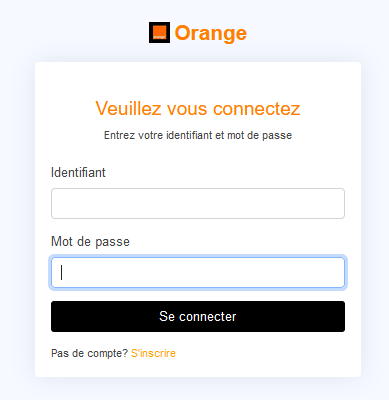 Orange
Veuillez vous connectez
Entrez votre identifiant et mot de passe
Identifiant
Mot de passe
Se connecter
Pas de compte? S'inscrire